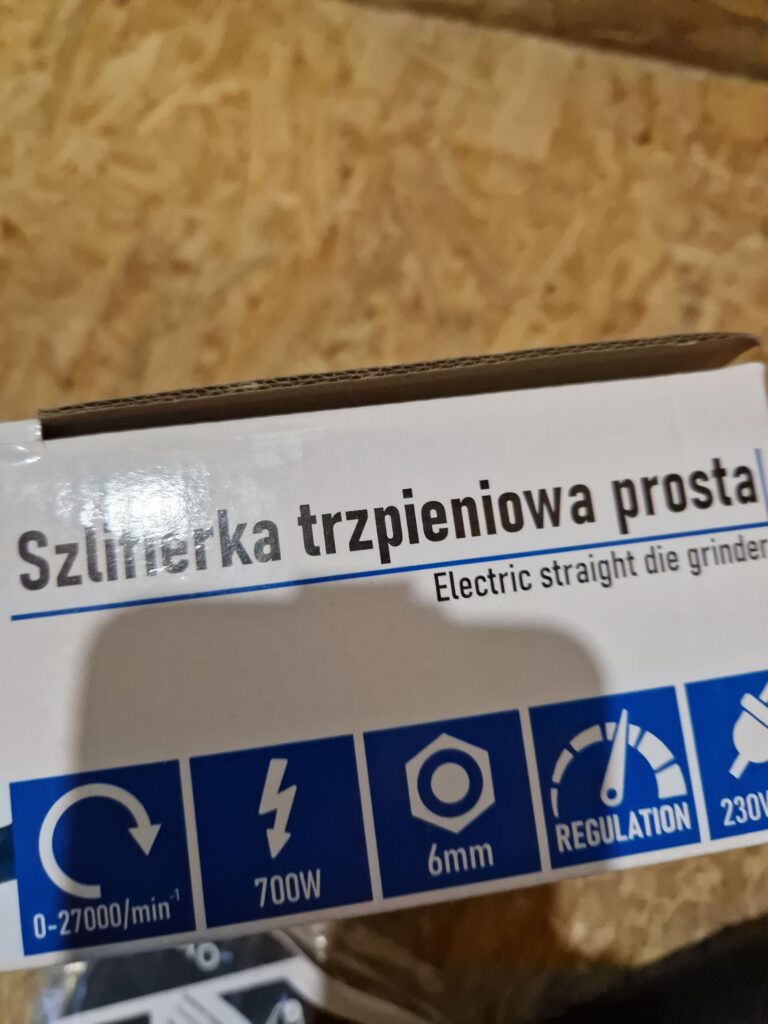 Szlifierka trzpieniowa prosta
Electric straight die grinder
0-27000/min⁻¹
700W
6mm
REGULATION
230V